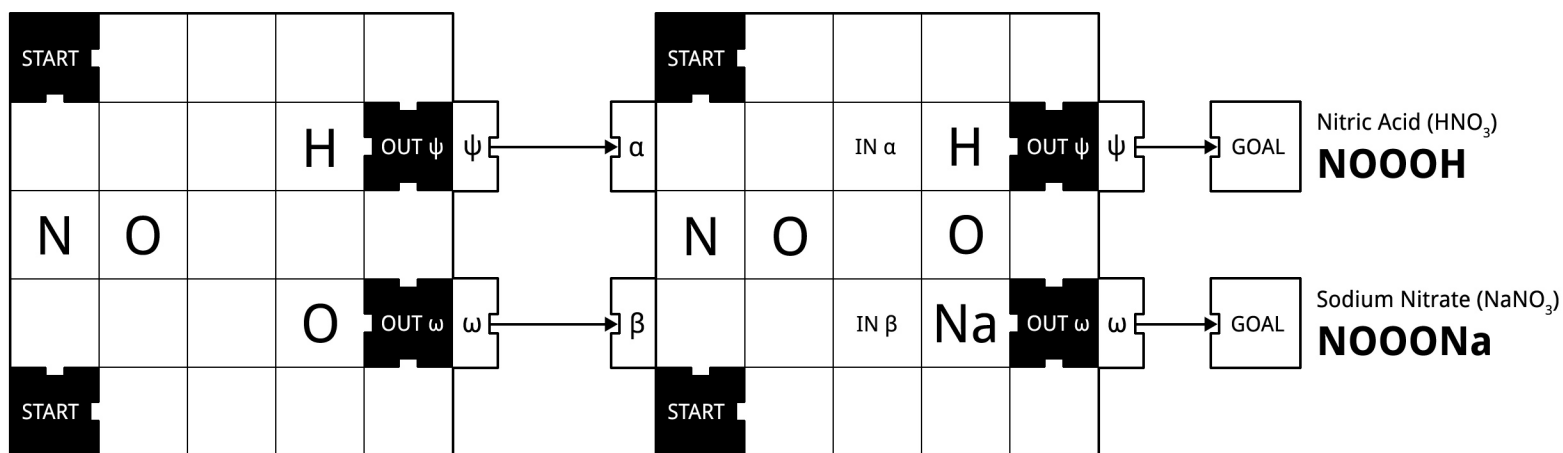 START
H
OUT ψ
ψ
N
O
O
OUT ω
ω
START
START
α
IN α
H
OUT ψ
ψ
N
O
O
β
IN β
Na
OUT ω
ω
START
GOAL
Nitric Acid (HNO₃)
NOOOH
GOAL
Sodium Nitrate (NaNO₃)
NOOONa